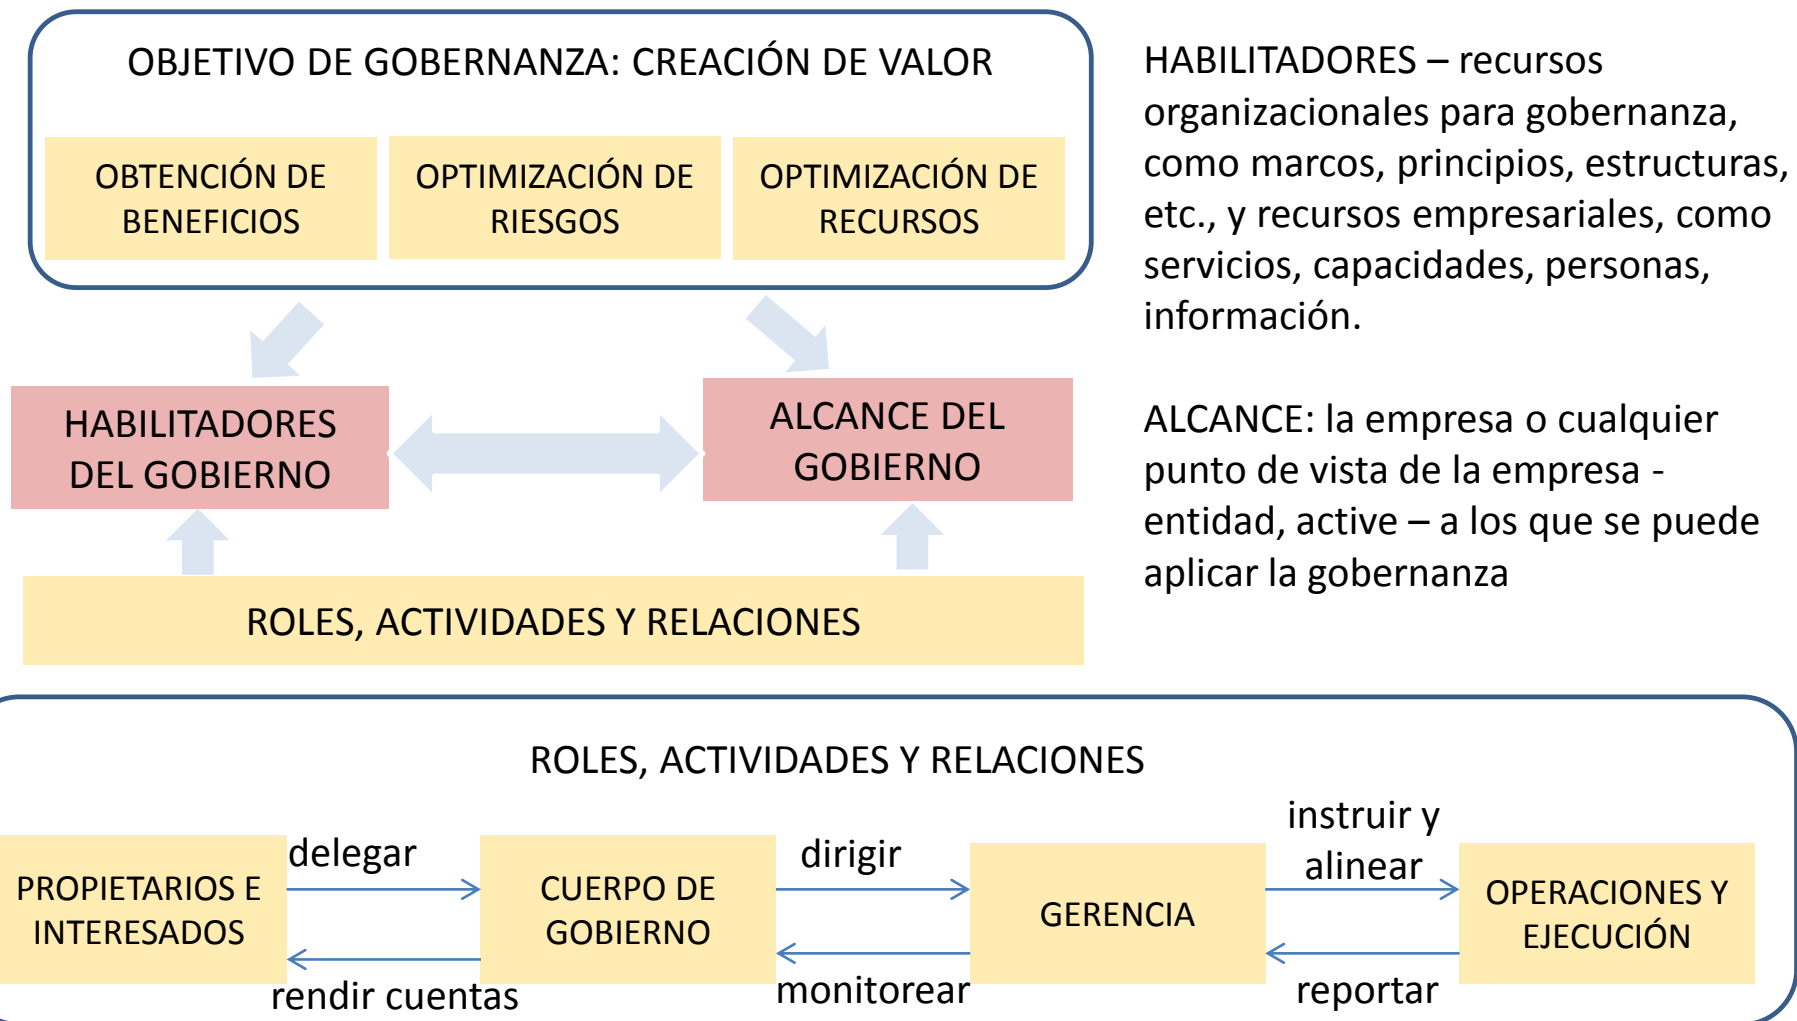 OBJETIVO DE GOBERNANZA: CREACIÓN DE VALOR
OBTENCIÓN DE
BENEFICIOS
OPTIMIZACIÓN DE
RIESGOS
OPTIMIZACIÓN DE
RECURSOS
HABILITADORES
DEL GOBIERNO
ALCANCE DEL
GOBIERNO
ROLES, ACTIVIDADES Y RELACIONES
HABILITADORES – recursos
organizacionales para gobernanza,
como marcos, principios, estructuras,
etc., y recursos empresariales, como
servicios, capacidades, personas,
información.
ALCANCE: la empresa o cualquier
punto de vista de la empresa -
entidad, active – a los que se puede
aplicar la gobernanza
ROLES, ACTIVIDADES Y RELACIONES
PROPIETARIOS E
INTERESADOS
delegar
rendir cuentas
CUERPO DE
GOBIERNO
dirigir
monitorear
GERENCIA
instruir y
alinear
reportar
OPERACIONES Y
EJECUCIÓN